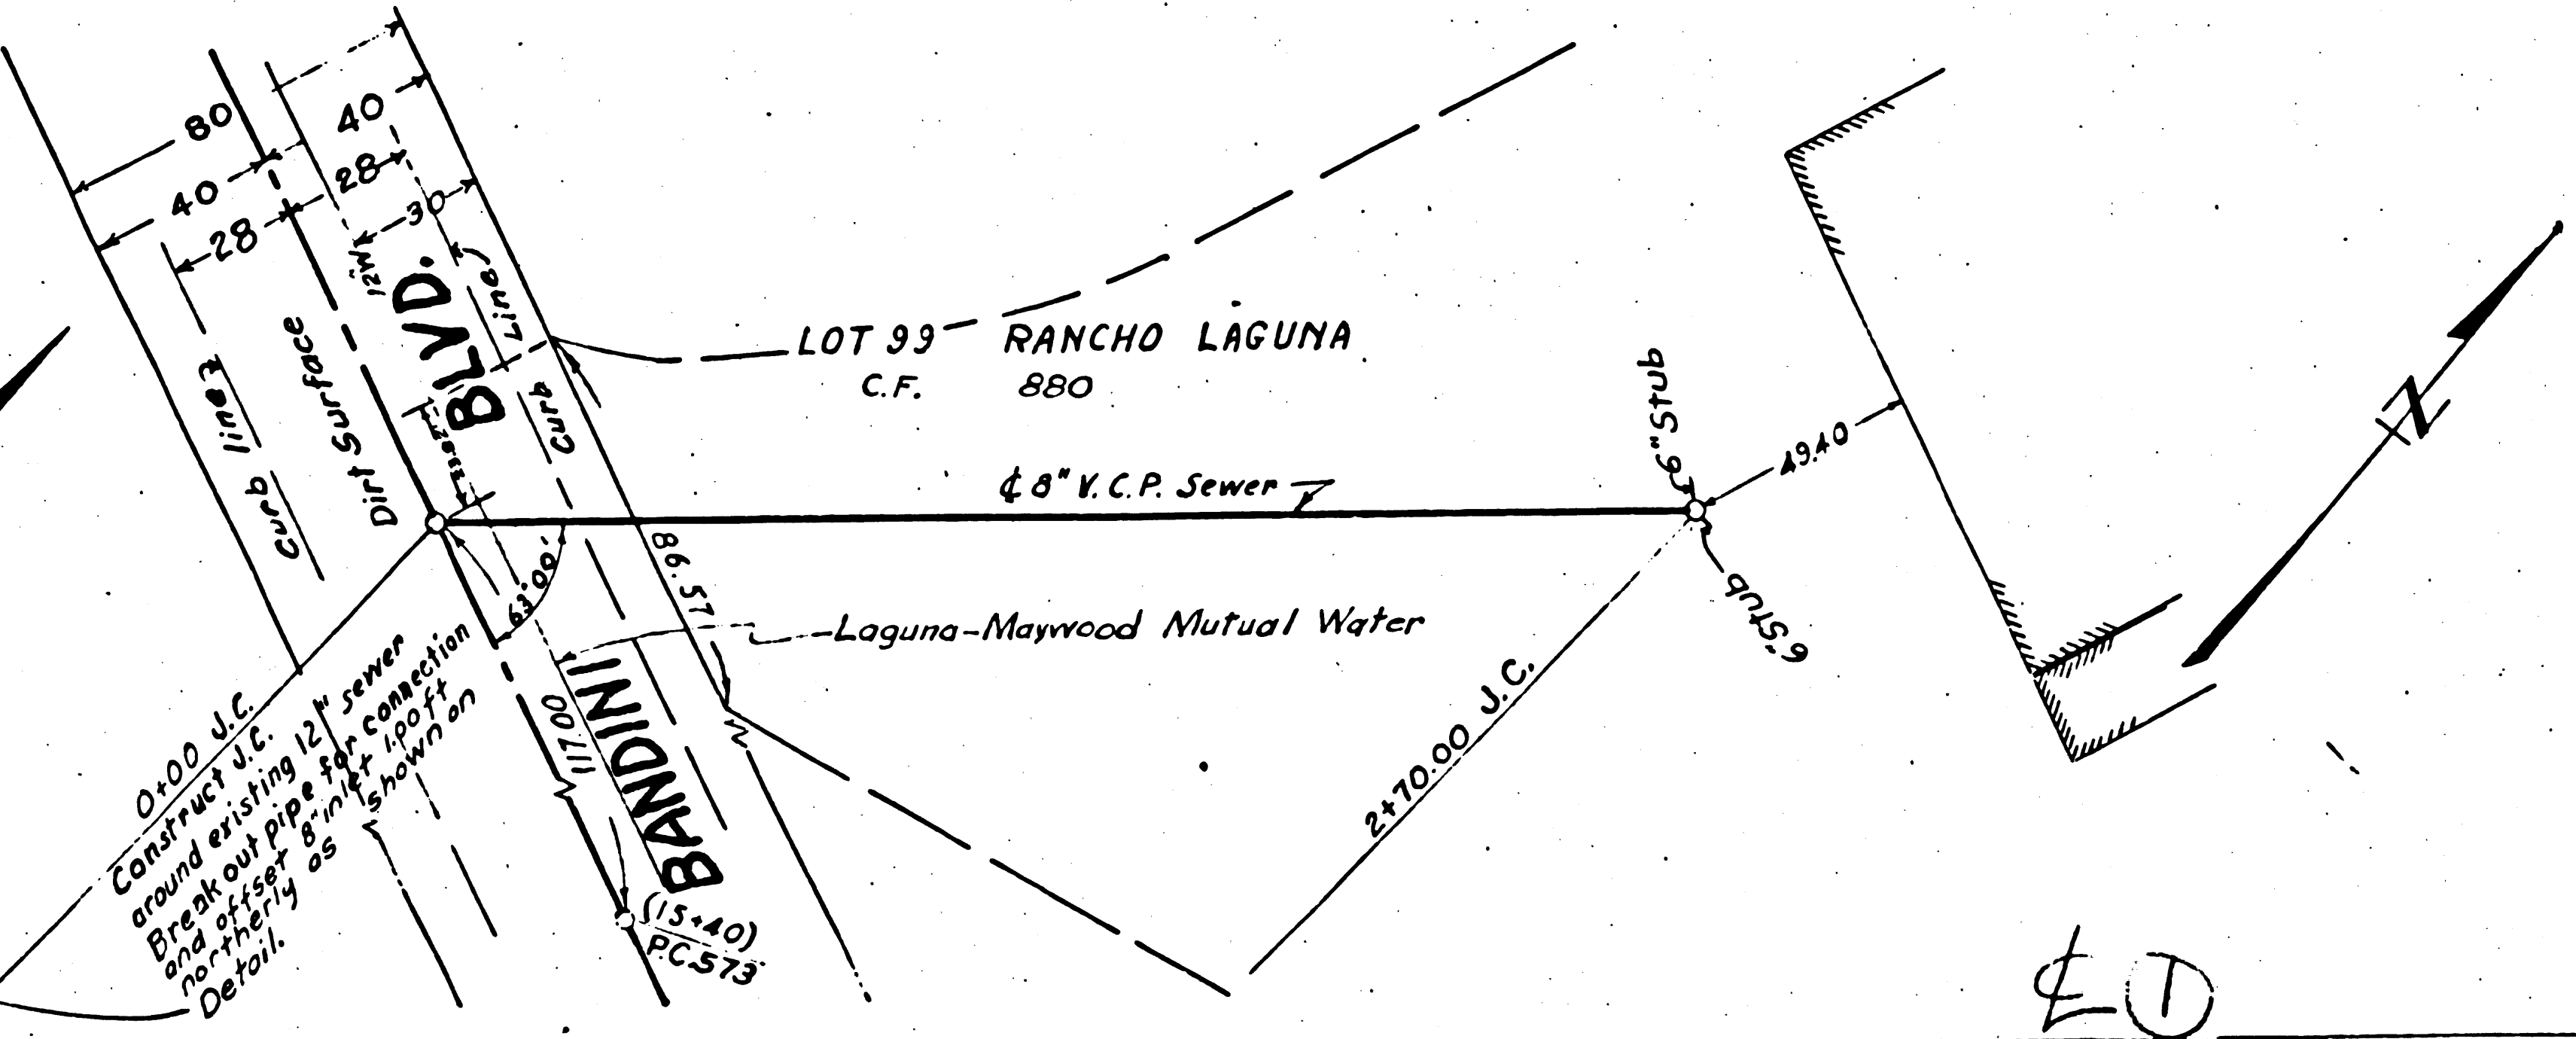 80
40
40
28
28
30
12"W
BLVD.
Curb line
Dirt Surface
Curb Line
LOT 99 RANCHO LAGUNA
C.F. 880
6" Stub
49.40
N
₵ 8" V.C.P. Sewer
63°00'
86.57
Laguna-Maywood Mutual Water
6" Stub
117.00
BANDINI
0+00 J.C.
Construct J.C.
around existing 12" sewer
Break out pipe for connection
and offset 8" inlet 1.00 ft
northerly as shown on
Detail.
2+70.00 J.C.
(15+40)
P.C. 573
₵ 1